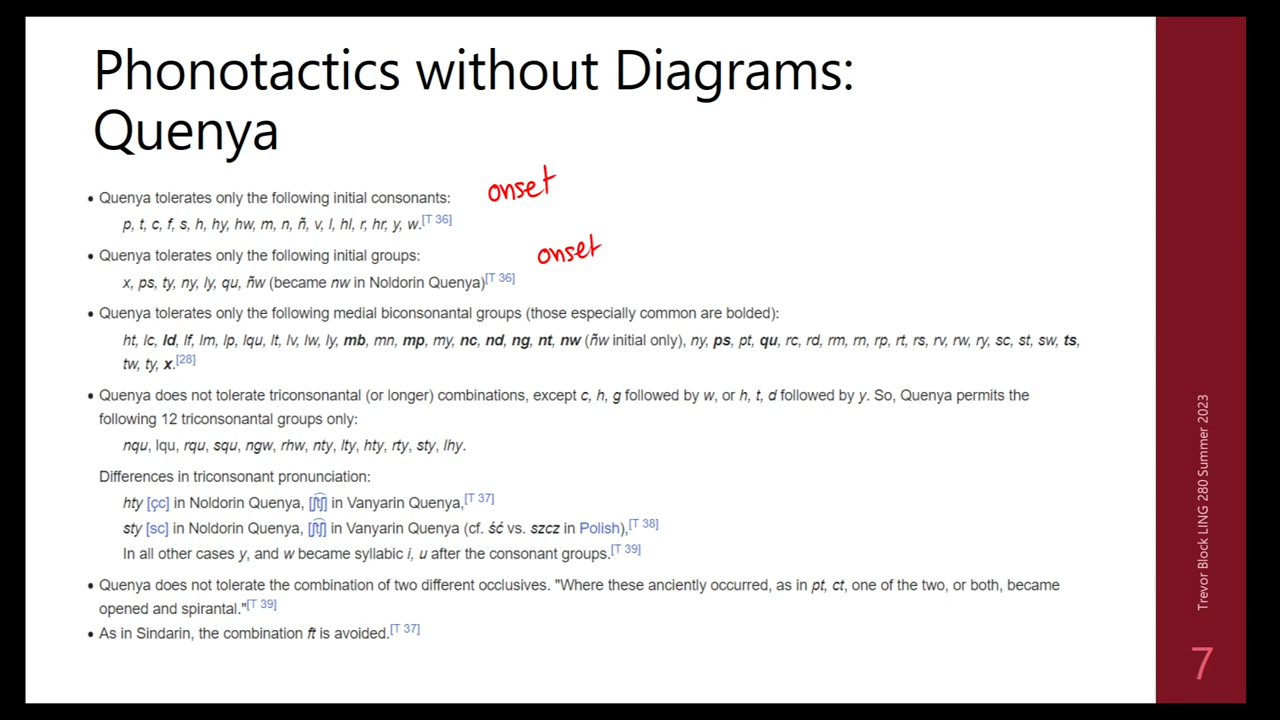 Phonotactics without Diagrams:
Quenya
• Quenya tolerates only the following initial consonants:
onset
p, t, c, f, s, h, hy, hw, m, n, ñ, v, l, hl, r, hr, y, w.[T 36]
• Quenya tolerates only the following initial groups:
onset
x, ps, ty, ny, ly, qu, ñw (became nw in Noldorin Quenya)[T 36]
• Quenya tolerates only the following medial biconsonantal groups (those especially common are bolded):
ht, lc, ld, lf, lm, lp, lqu, lt, lv, lw, ly, mb, mn, mp, my, nc, nd, ng, nt, nw (ñw initial only), ny, ps, pt, qu, rc, rd, rm, rn, rp, rt, rs, rv, rw, ry, sc, st, sw, ts,
tw, ty, x.[28]
• Quenya does not tolerate triconsonantal (or longer) combinations, except c, h, g followed by w, or h, t, d followed by y. So, Quenya permits the
following 12 triconsonantal groups only:
nqu, lqu, rqu, squ, ngw, rhw, nty, lty, hty, rty, sty, lhy.
Differences in triconsonant pronunciation:
hty [çc] in Noldorin Quenya, [ʃt͡ʃ] in Vanyarin Quenya,[T 37]
sty [sc] in Noldorin Quenya, [ʃt͡ʃ] in Vanyarin Quenya (cf. ść vs. szcz in Polish),[T 38]
In all other cases y, and w became syllabic i, u after the consonant groups.[T 39]
• Quenya does not tolerate the combination of two different occlusives. "Where these anciently occurred, as in pt, ct, one of the two, or both, became
opened and spirantal."[T 39]
• As in Sindarin, the combination ft is avoided.[T 37]
Trevor Block LING 280 Summer 2023
7